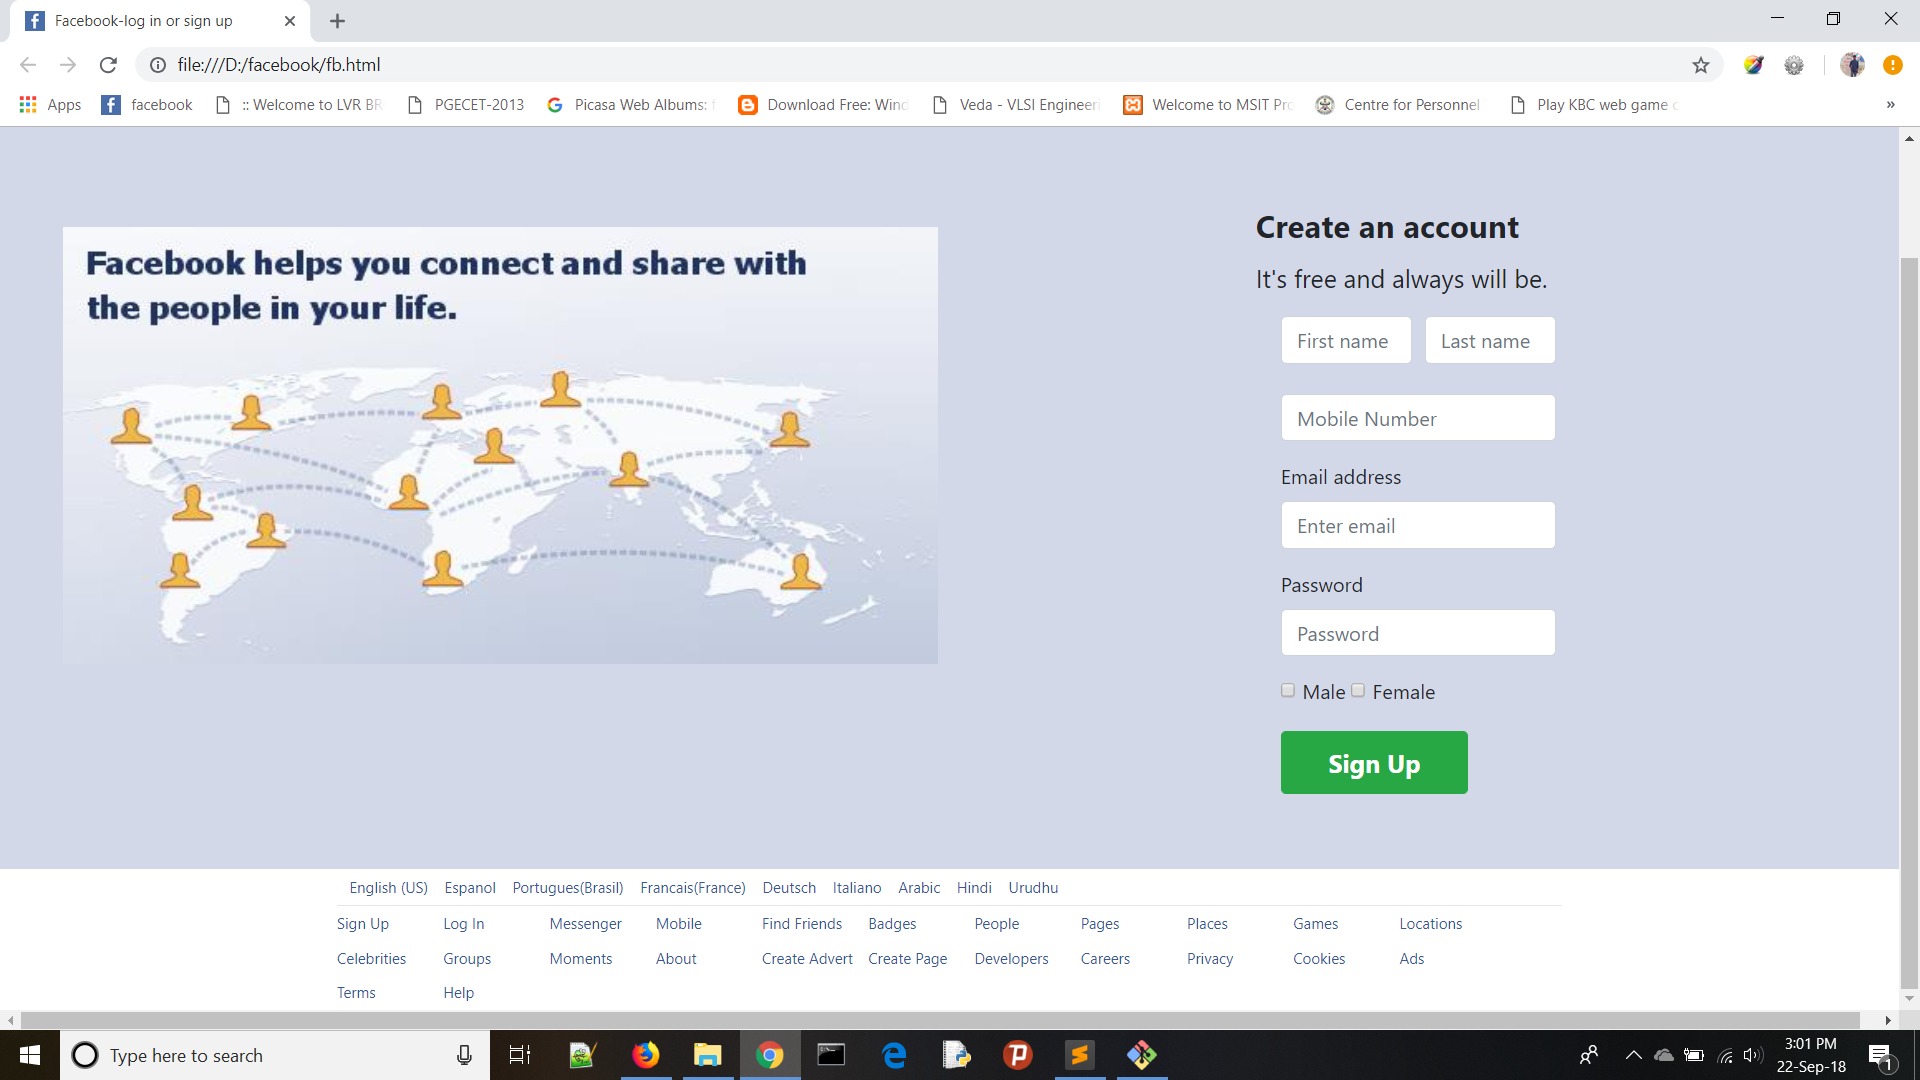 Facebook-log in or sign up
file:///D:/facebook/fb.html
Apps facebook :: Welcome to LVR BR PGECET-2013 Picasa Web Albums: Download Free: Wind Veda - VLSI Engineeri Welcome to MSIT Pro Centre for Personnel Play KBC web game »
Facebook helps you connect and share with
the people in your life.
Create an account
It's free and always will be.
First name Last name
Mobile Number
Email address
Enter email
Password
Password
Male Female
Sign Up
English (US) Espanol Portugues(Brasil) Francais(France) Deutsch Italiano Arabic Hindi Urudhu
Sign Up Log In Messenger Mobile Find Friends Badges People Pages Places Games Locations
Celebrities Groups Moments About Create Advert Create Page Developers Careers Privacy Cookies Ads
Terms Help
Type here to search
3:01 PM
22-Sep-18
1